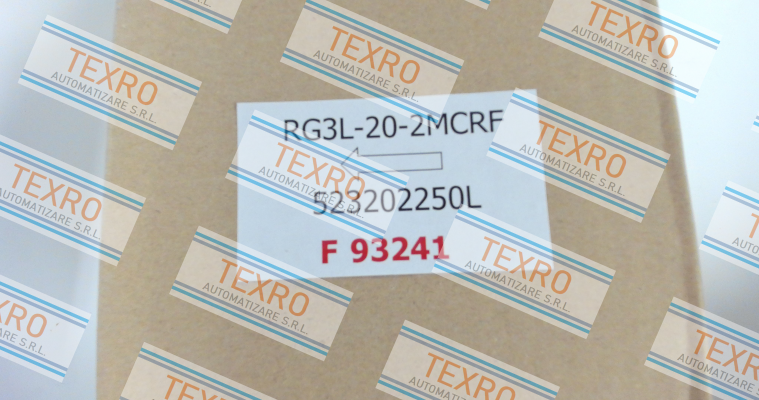 RG3L-20-2MCRF
523202250L
F 93241
TEXRO
AUTOMATIZARE S.R.L.